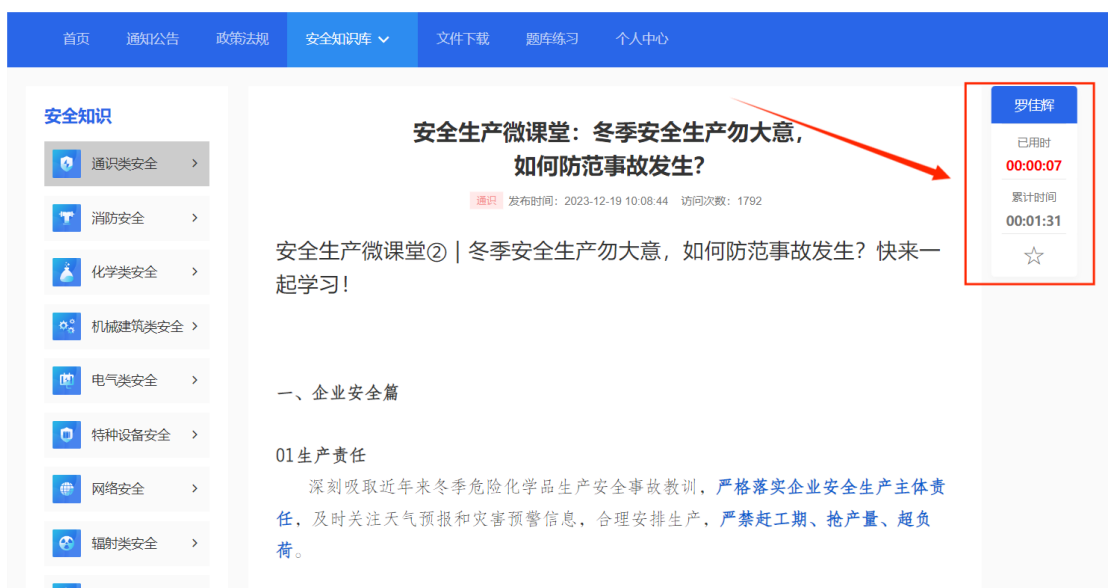 首页 通知公告 政策法规 安全知识库 文件下载 题库练习 个人中心
安全知识
通识类安全
消防安全
化学类安全
机械建筑类安全
电气类安全
特种设备安全
网络安全
辐射类安全
安全生产微课堂：冬季安全生产勿大意，
如何防范事故发生？
通识 发布时间：2023-12-19 10:08:44 访问次数：1792
安全生产微课堂②｜冬季安全生产勿大意，如何防范事故发生？快来一
起学习！
一、企业安全篇
01生产责任
深刻吸取近年来冬季危险化学品生产安全事故教训，严格落实企业安全生产主体责
任，及时关注天气预报和灾害预警信息，合理安排生产，严禁赶工期、抢产量、超负
荷。
罗佳辉
已用时
00:00:07
累计时间
00:01:31